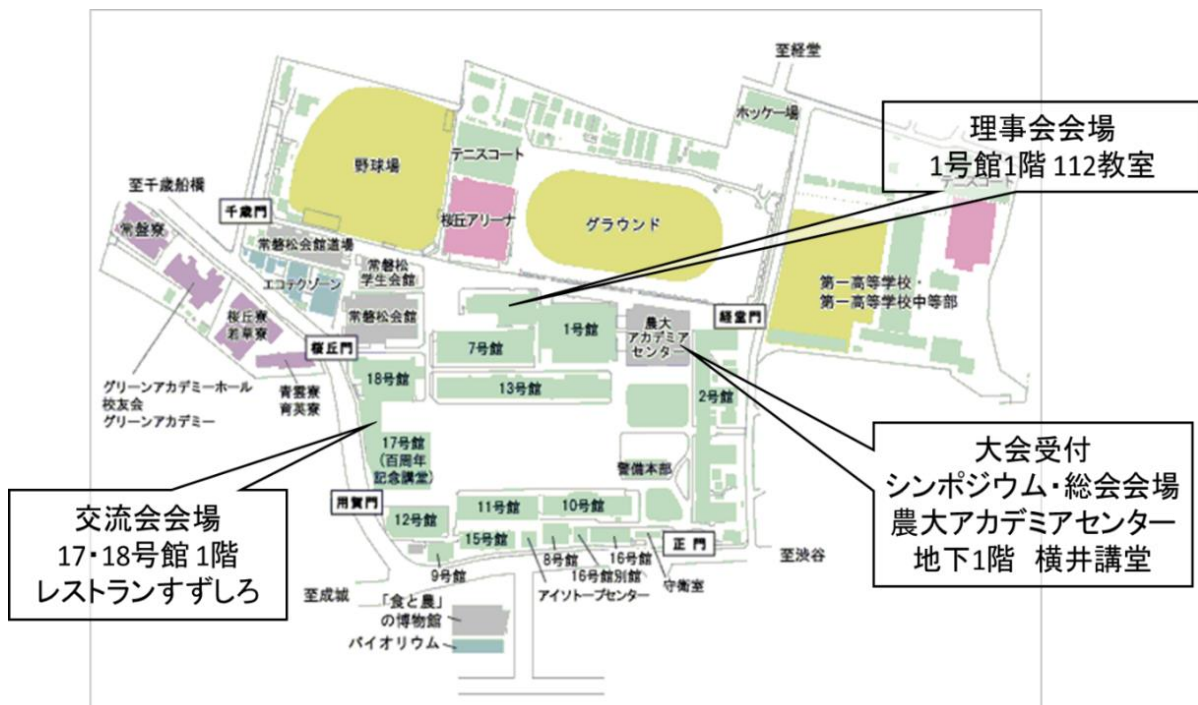 至経堂
ホッケー場
理事会会場
1号館1階 112教室
テニスコート
野球場
テニスコート
桜丘アリーナ
グラウンド
至千歳船橋
千歳門
常盤寮
常磐松会館道場
エコテクゾーン
常磐松
学生会館
常磐松会館
桜丘寮
若草寮
桜丘門
第一高等学校・
第一高等学校中等部
経堂門
1号館
農大
アカデミア
センター
7号館
18号館
13号館
2号館
グリーンアカデミーホール
校友会
グリーンアカデミー
青雲寮
育英寮
17号館
(百周年
記念講堂)
警備本部
大会受付
シンポジウム・総会会場
農大アカデミアセンター
地下1階 横井講堂
交流会会場
17・18号館 1階
レストランすずしろ
用賀門
12号館
11号館
10号館
15号館
正門
9号館
8号館
16号館
16号館別館
守衛室
アイソトープセンター
至渋谷
至成城
「食と農」
の博物館
バイオリウム